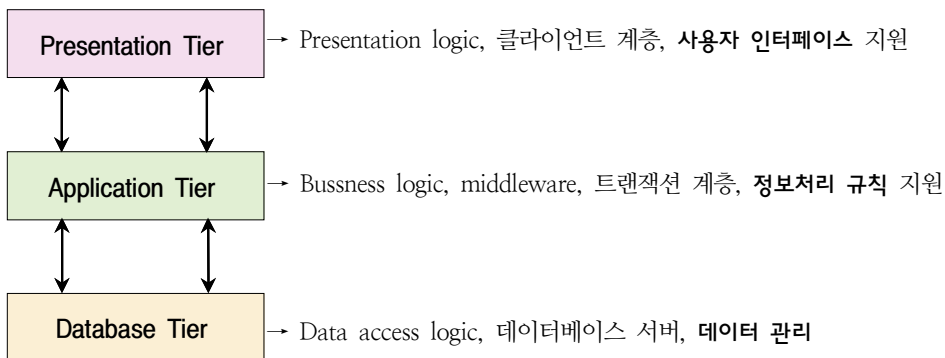 Presentation Tier → Presentation logic, 클라이언트 계층, 사용자 인터페이스 지원
Application Tier → Bussness logic, middleware, 트랜잭션 계층, 정보처리 규칙 지원
Database Tier → Data access logic, 데이터베이스 서버, 데이터 관리